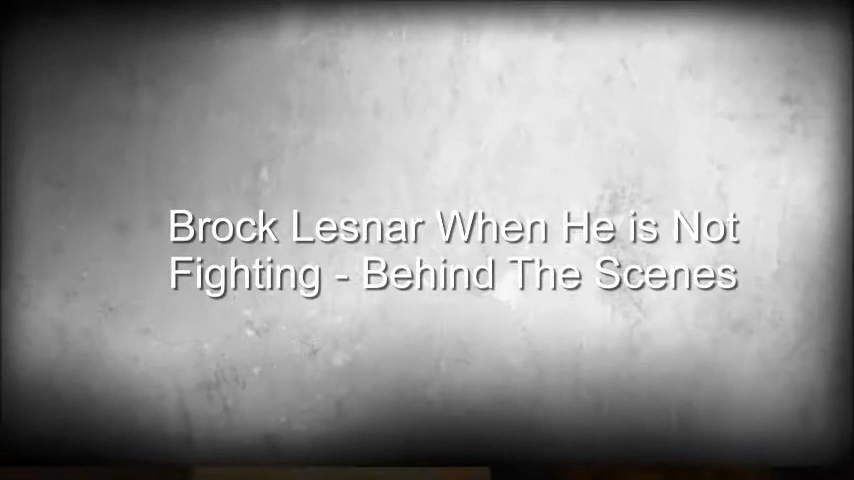 Brock Lesnar When He is Not
Fighting - Behind The Scenes